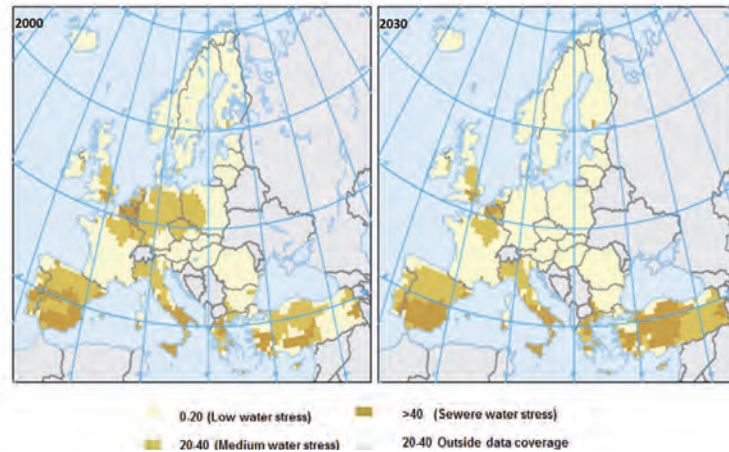 2000
2030
0-20 (Low water stress)
>40 (Sewere water stress)
20-40 (Medium water stress)
20-40 Outside data coverage